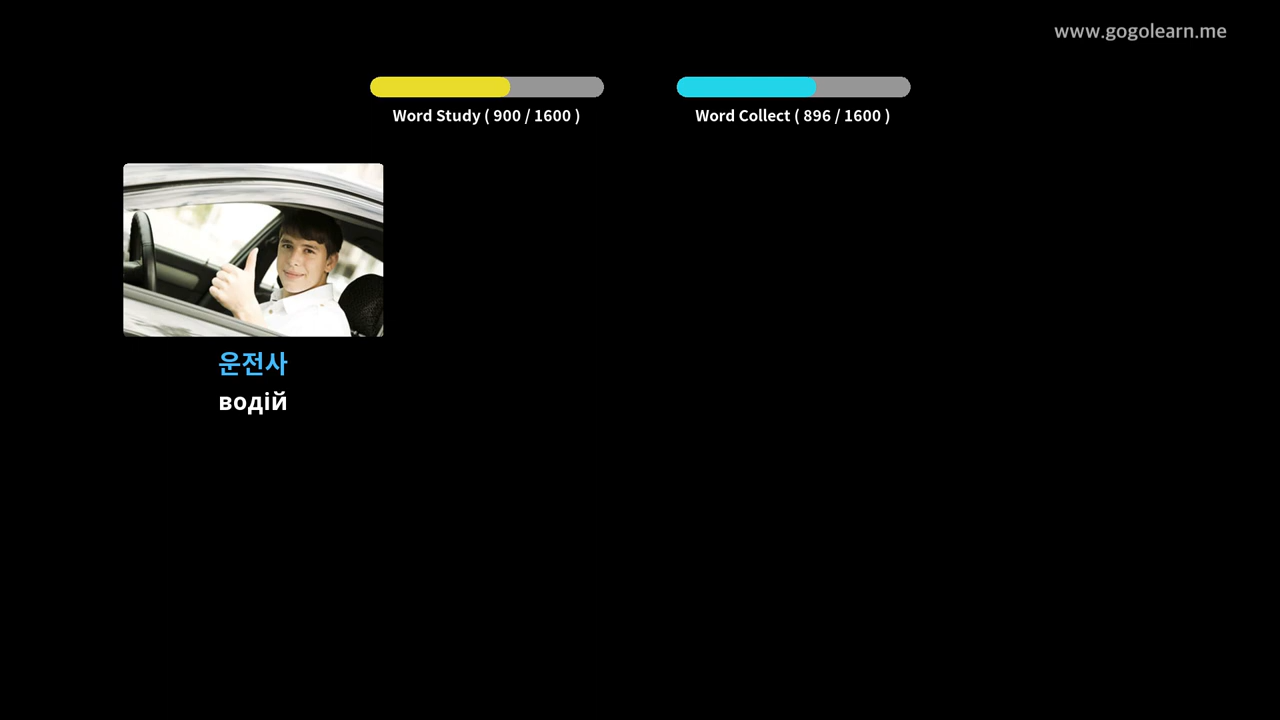 www.gogolearn.me
Word Study ( 900 / 1600 )
Word Collect ( 896 / 1600 )
운전사
водій